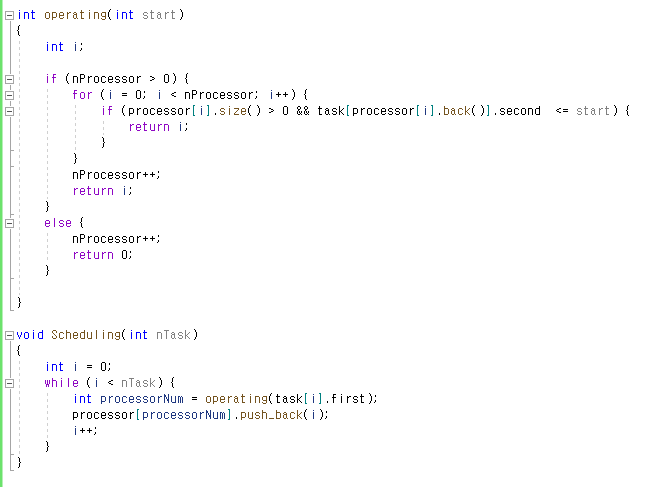 int operating(int start)
{
    int i;
    if (nProcessor > 0) {
        for (i = 0; i < nProcessor; i++) {
            if (processor[i].size() > 0 && task[processor[i].back()].second  <= start) {
                return i;
            }
        }
        nProcessor++;
        return i;
    }
    else {
        nProcessor++;
        return 0;
    }
}
void Scheduling(int nTask)
{
    int i = 0;
    while (i < nTask) {
        int processorNum = operating(task[i].first);
        processor[processorNum].push_back(i);
        i++;
    }
}